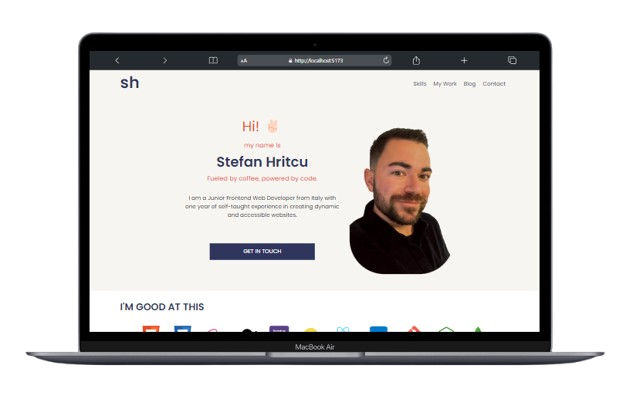 AA
http://localhost:5173
sh
Skills My Work Blog Contact
Hi! ✌🏻
my name is
Stefan Hritcu
Fueled by coffee, powered by code.
I am a Junior Frontend Web Developer from Italy with
one year of self-taught experience in creating dynamic
and accessible websites.
GET IN TOUCH
I'M GOOD AT THIS
MacBook Air